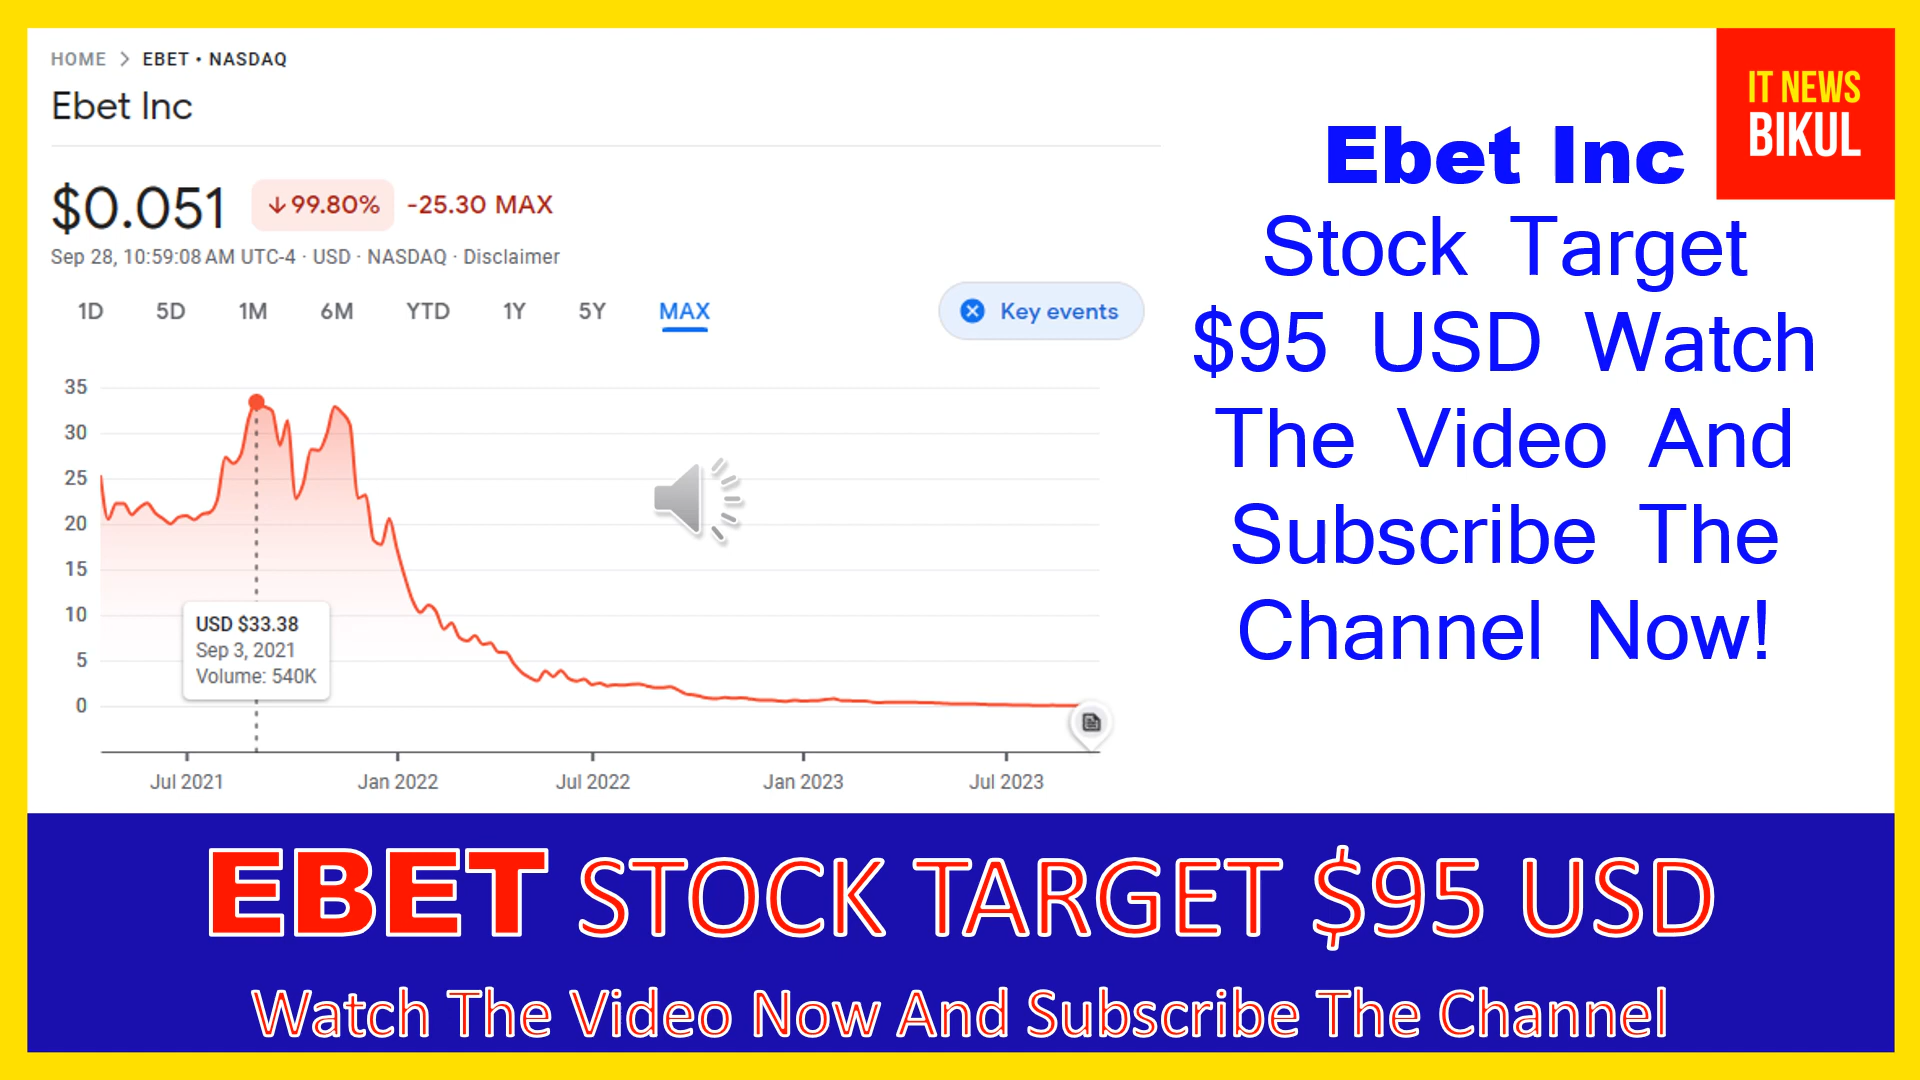 HOME > EBET • NASDAQ
Ebet Inc
$0.051 ↓99.80% -25.30 MAX
Sep 28, 10:59:08 AM UTC-4 · USD · NASDAQ · Disclaimer
1D 5D 1M 6M YTD 1Y 5Y MAX
Key events
35
30
25
20
15
10
5
0
USD $33.38
Sep 3, 2021
Volume: 540K
Jul 2021 Jan 2022 Jul 2022 Jan 2023 Jul 2023
IT NEWS
BIKUL
Ebet Inc
Stock Target
$95 USD Watch
The Video And
Subscribe The
Channel Now!
EBET STOCK TARGET $95 USD
Watch The Video Now And Subscribe The Channel